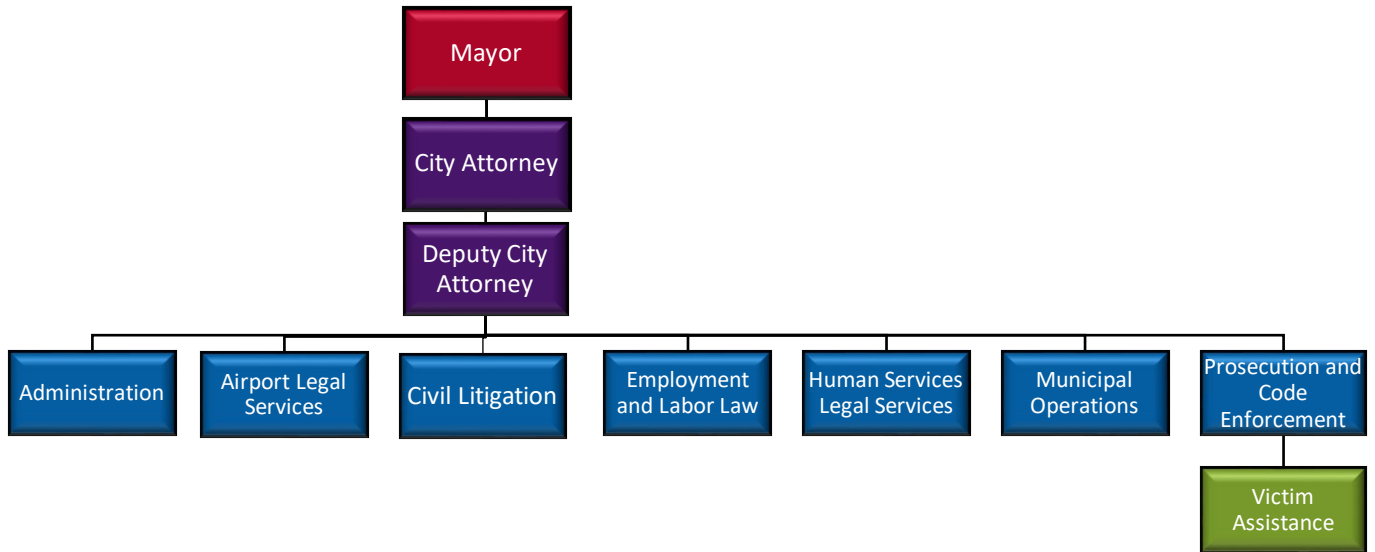 Mayor
City Attorney
Deputy City
Attorney
Administration
Airport Legal
Services
Civil Litigation
Employment
and Labor Law
Human Services
Legal Services
Municipal
Operations
Prosecution and
Code
Enforcement
Victim
Assistance